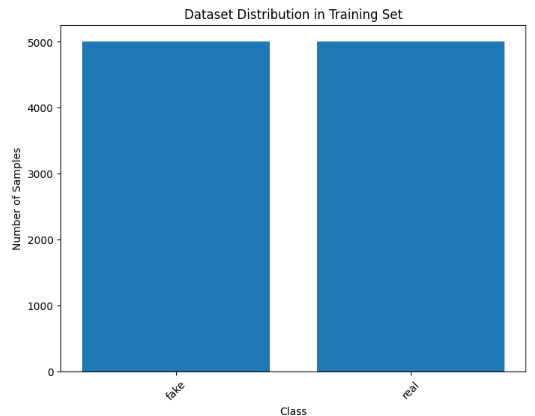 Dataset Distribution in Training Set
5000
4000
3000
2000
1000
0
Number of Samples
fake
real
Class